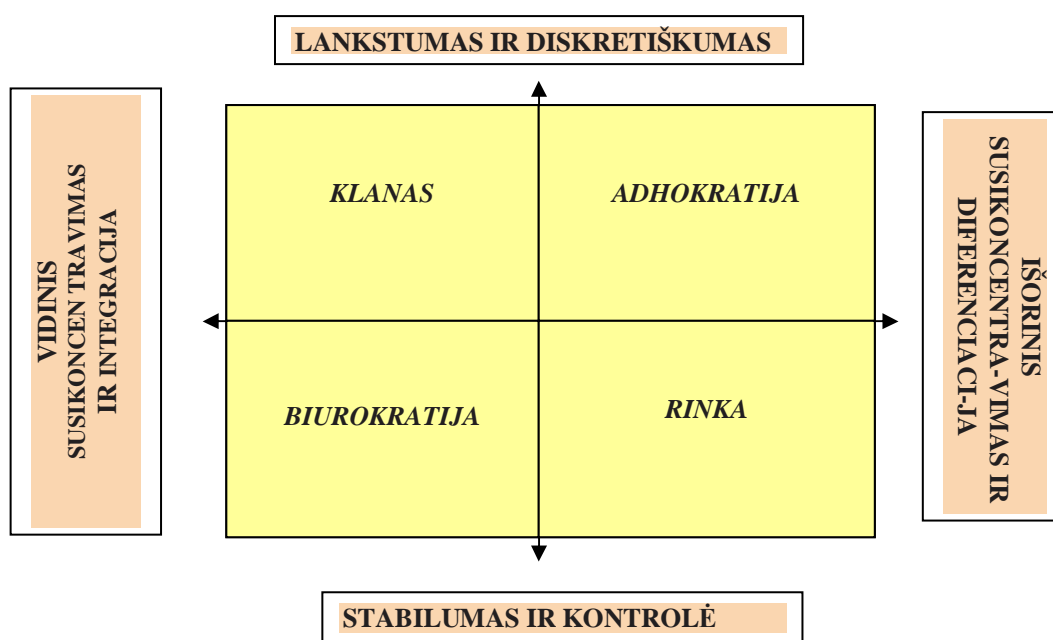 LANKSTUMAS IR DISKRETIŠKUMAS
VIDINIS
SUSIKONCEN TRAVIMAS
IR INTEGRACIJA
KLANAS
ADHOKRATIJA
BIUROKRATIJA
RINKA
IŠORINIS
SUSIKONCENTRA-VIMAS IR
DIFERENCIACI-JA
STABILUMAS IR KONTROLĖ